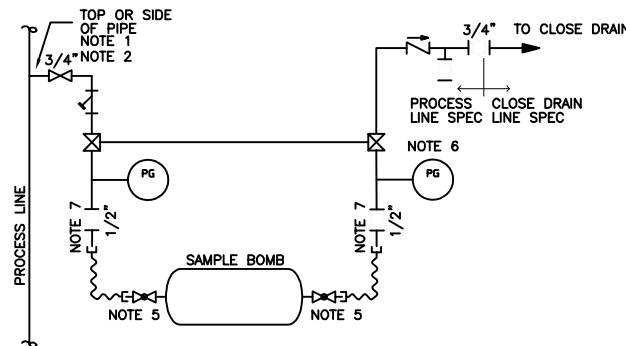 TOP OR SIDE
OF PIPE
NOTE 1
3/4" NOTE 2
3/4" TO CLOSE DRAIN
PROCESS CLOSE DRAIN
LINE SPEC LINE SPEC
NOTE 6
PG
PG
NOTE 7
1/2"
NOTE 7
1/2"
PROCESS LINE
SAMPLE BOMB
NOTE 5
NOTE 5